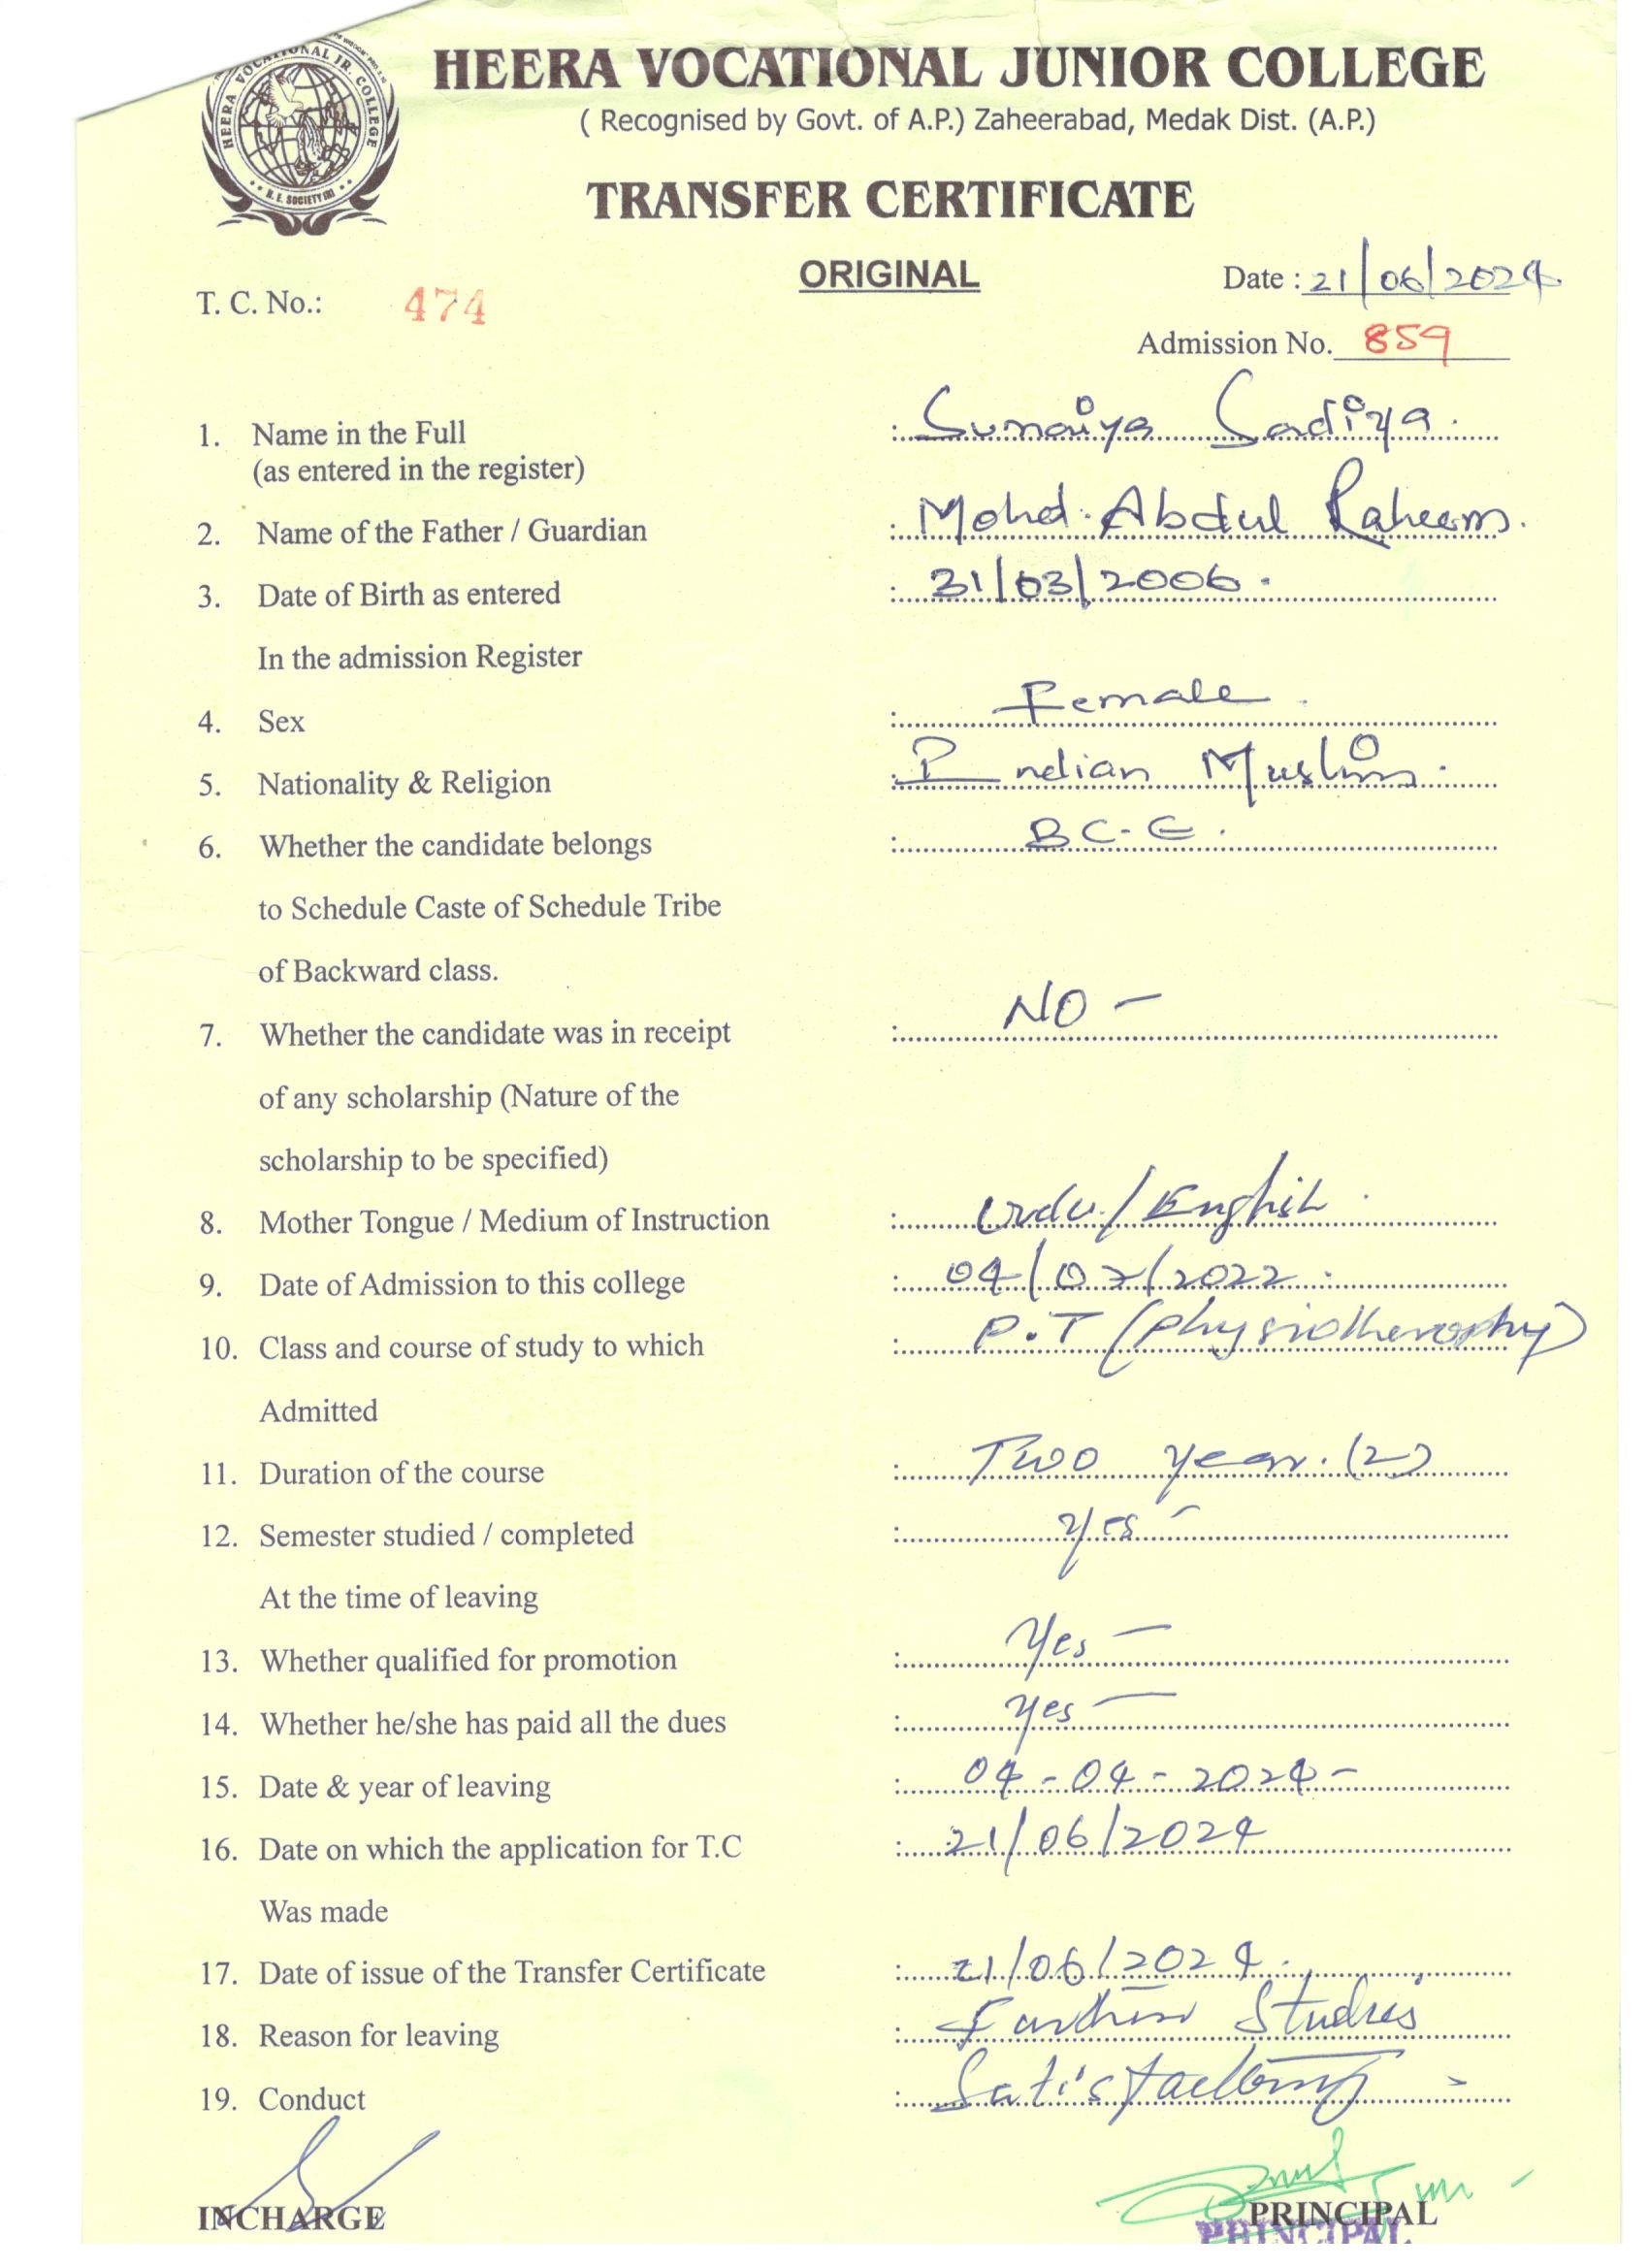 HEERA VOCATIONAL JR. COLLEGE
H. E. SOCIETY
HEERA VOCATIONAL JUNIOR COLLEGE
( Recognised by Govt. of A.P.) Zaheerabad, Medak Dist. (A.P.)
TRANSFER CERTIFICATE
ORIGINAL
Date : 21/06/2024
T. C. No.: 474
Admission No. 859
1. Name in the Full : Sumaiya Sadiya.
(as entered in the register)
2. Name of the Father / Guardian : Mohd. Abdul Raheem.
3. Date of Birth as entered : 31/03/2006.
In the admission Register
4. Sex : Female.
5. Nationality & Religion : Indian Muslim.
6. Whether the candidate belongs : BC-E.
to Schedule Caste of Schedule Tribe
of Backward class.
7. Whether the candidate was in receipt : NO -
of any scholarship (Nature of the
scholarship to be specified)
8. Mother Tongue / Medium of Instruction : Urdu/English.
9. Date of Admission to this college : 04/07/2022.
10. Class and course of study to which : P.T (physiotheraphy)
Admitted
11. Duration of the course : Two year. (2)
12. Semester studied / completed : yes -
At the time of leaving
13. Whether qualified for promotion : Yes -
14. Whether he/she has paid all the dues : yes -
15. Date & year of leaving : 04-04-2024-
16. Date on which the application for T.C : 21/06/2024
Was made
17. Date of issue of the Transfer Certificate : 21/06/2024.
18. Reason for leaving : Further Studies
19. Conduct : Satisfactory -
INCHARGE PRINCIPAL
PRINCIPAL